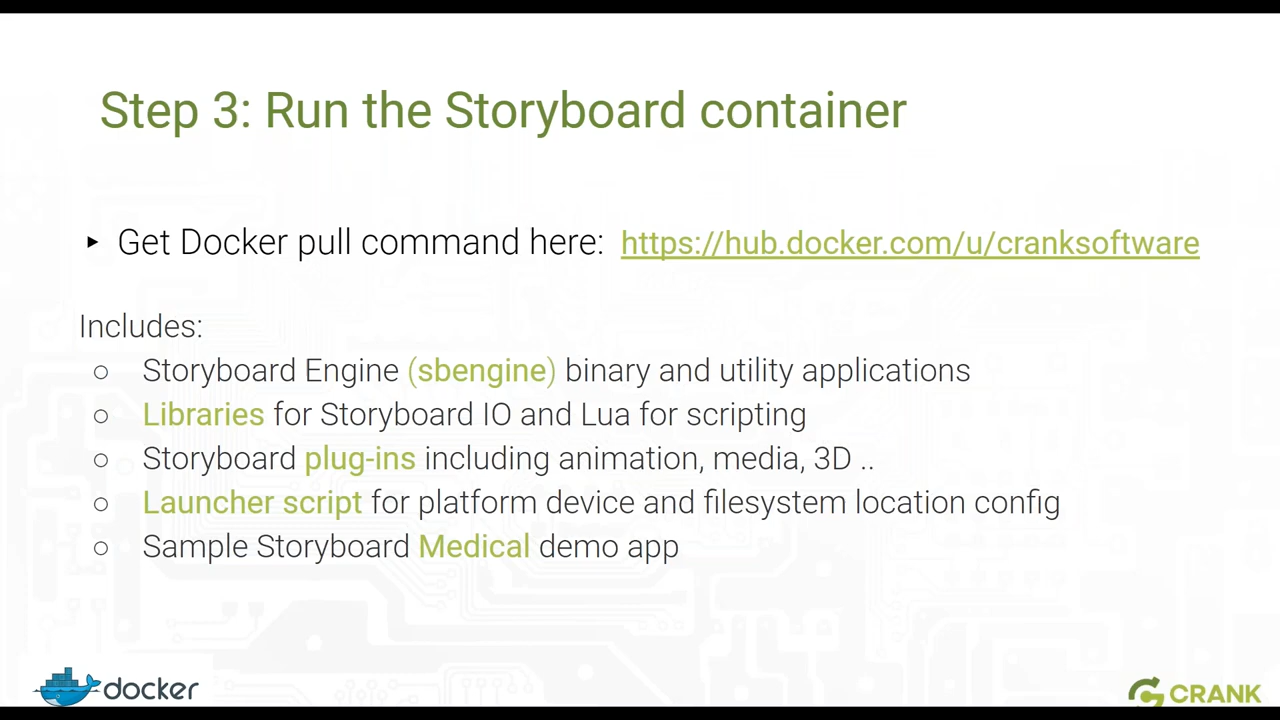 Step 3: Run the Storyboard container
‣ Get Docker pull command here: https://hub.docker.com/u/cranksoftware
Includes:
○ Storyboard Engine (sbengine) binary and utility applications
○ Libraries for Storyboard IO and Lua for scripting
○ Storyboard plug-ins including animation, media, 3D ..
○ Launcher script for platform device and filesystem location config
○ Sample Storyboard Medical demo app
docker
CRANK